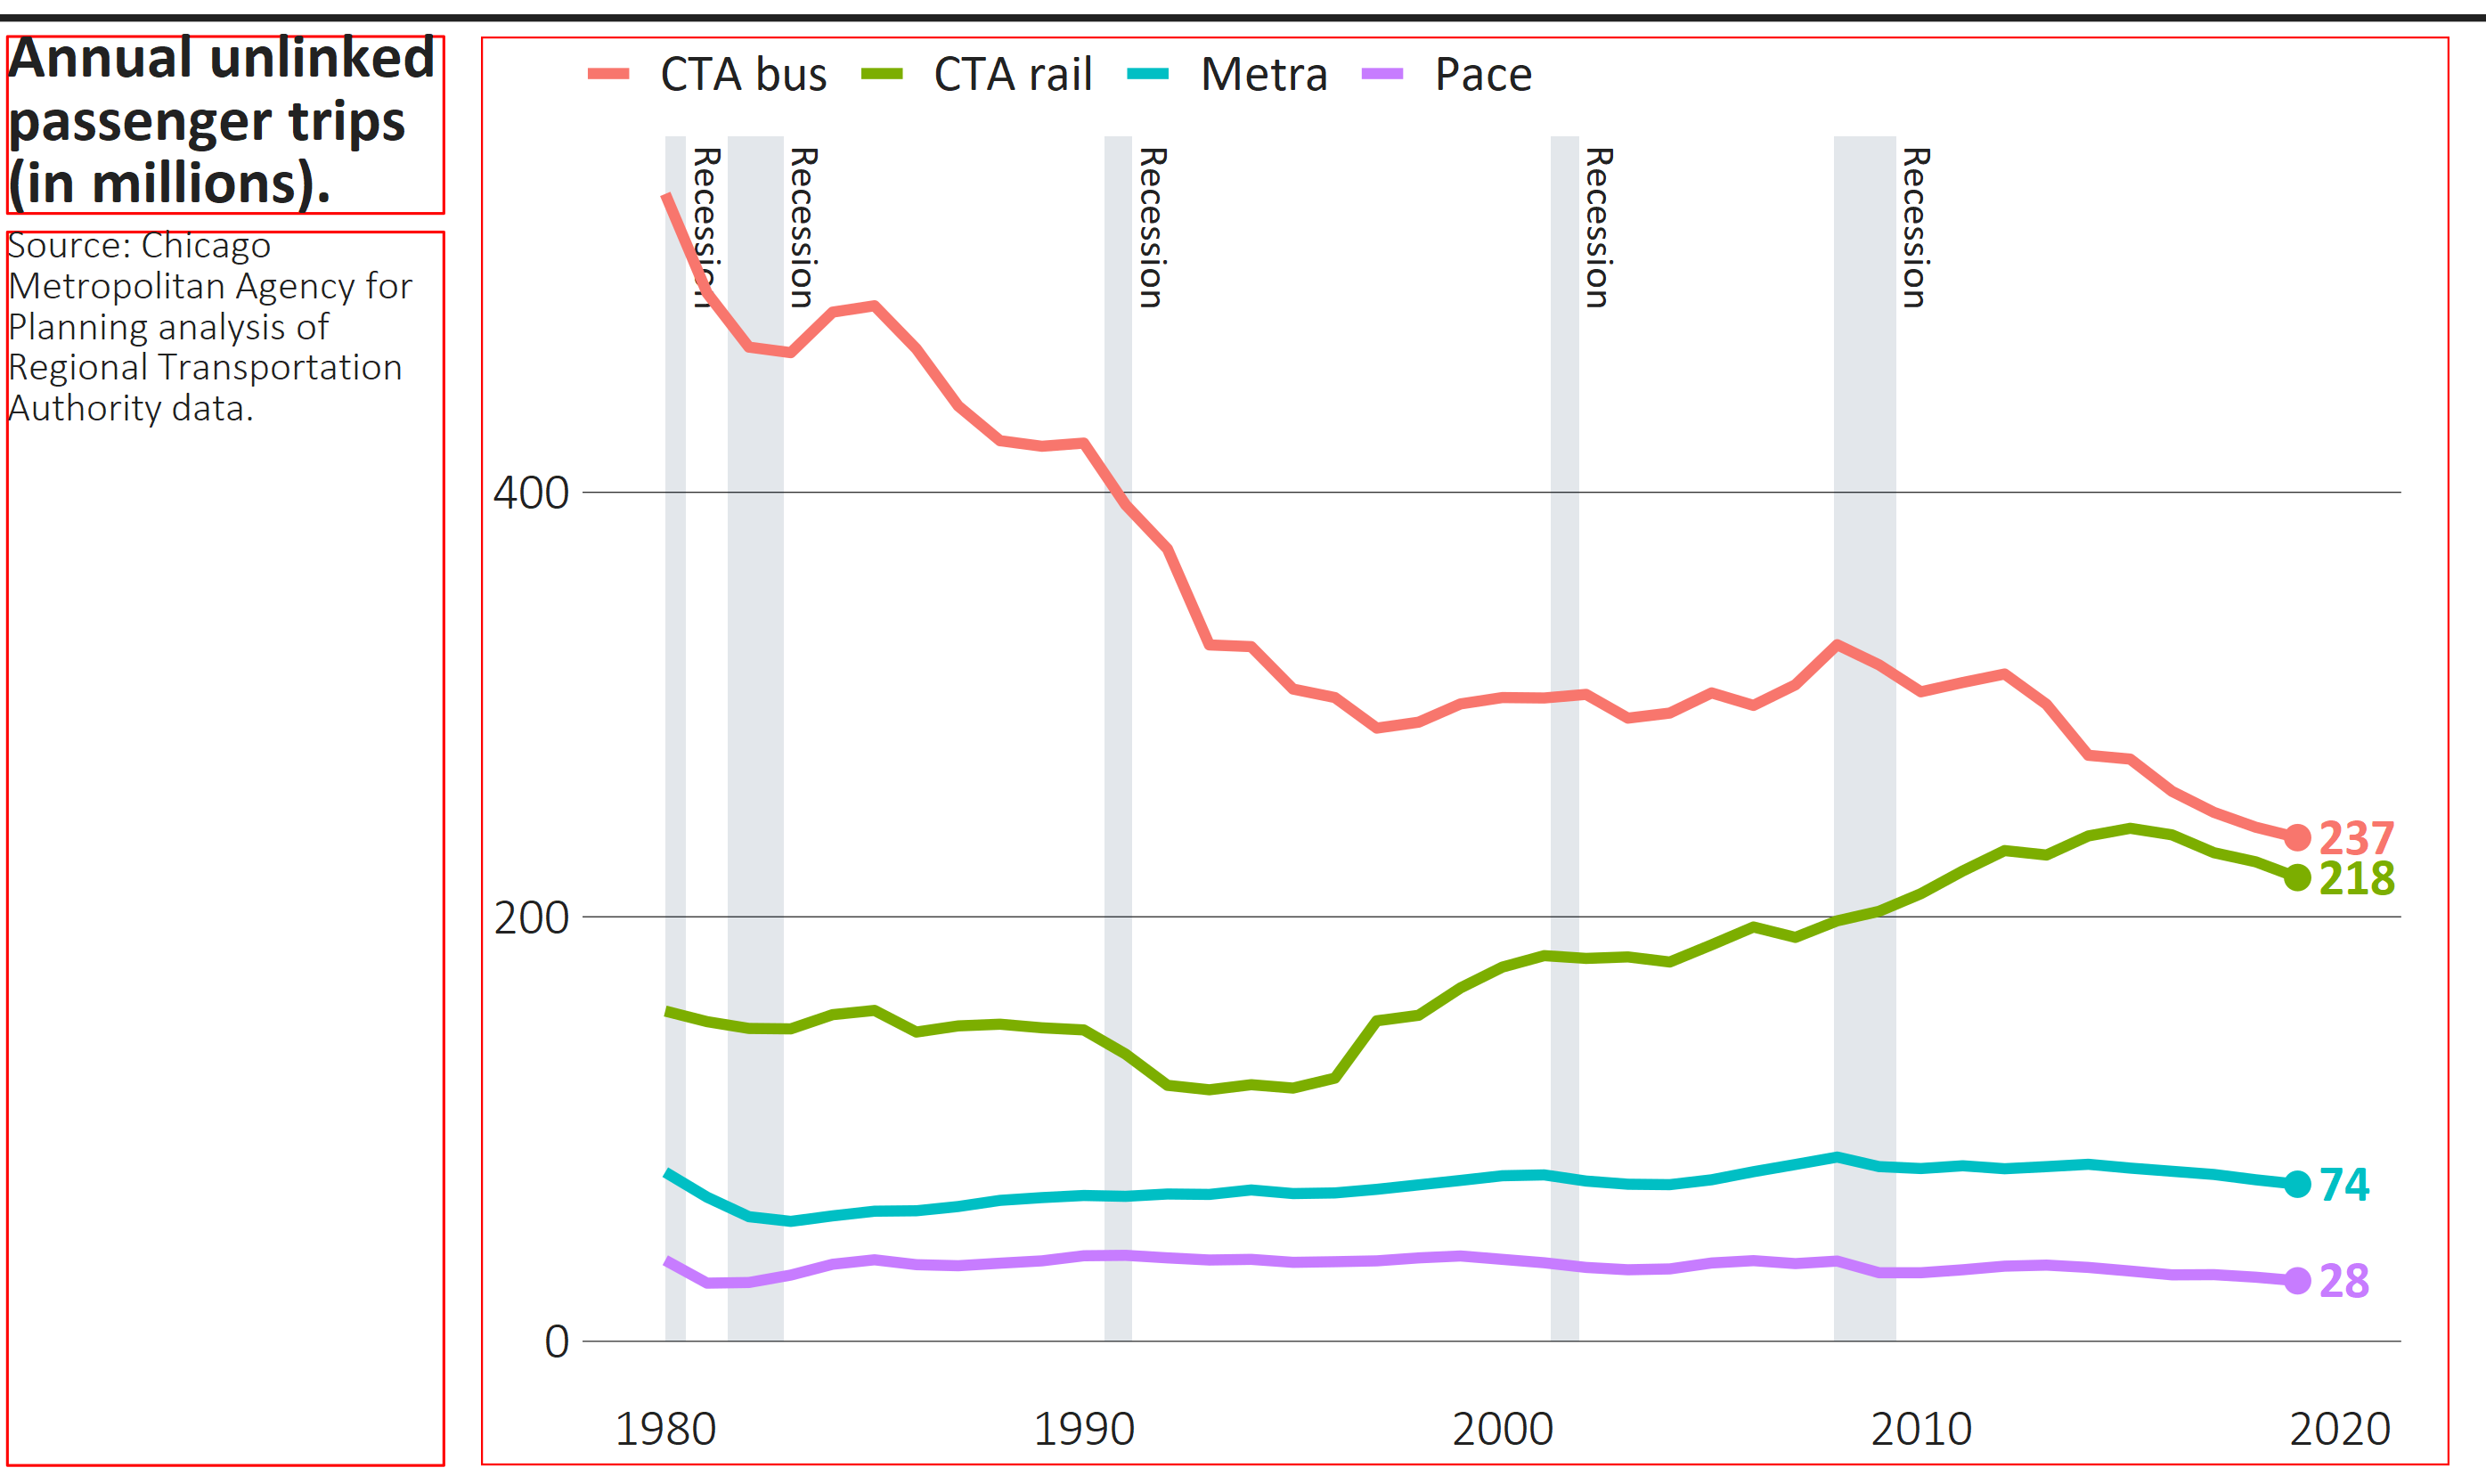 Annual unlinked
passenger trips
(in millions).
Source: Chicago
Metropolitan Agency for
Planning analysis of
Regional Transportation
Authority data.
CTA bus CTA rail Metra Pace
Recession Recession Recession Recession Recession
400
200
0
237
218
74
28
1980 1990 2000 2010 2020